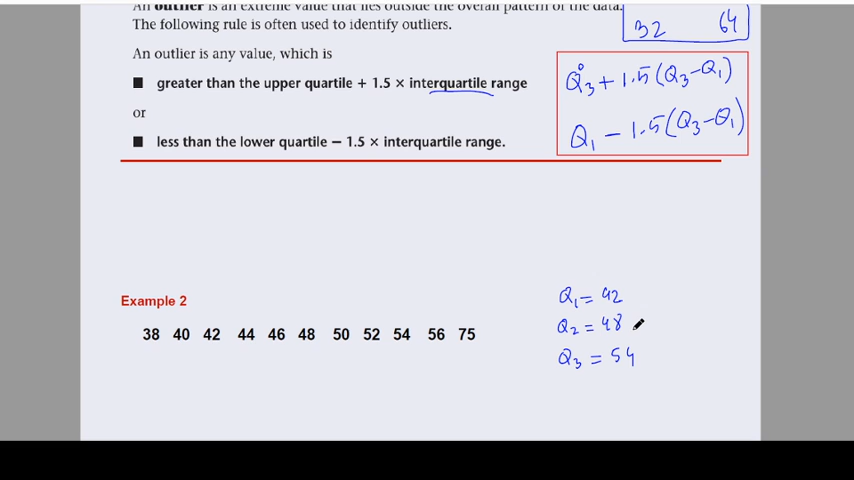 An outlier is an extreme value that lies outside the overall pattern of the data.
The following rule is often used to identify outliers.
32 64
An outlier is any value, which is
■ greater than the upper quartile + 1.5 × interquartile range
Q₃ + 1.5(Q₃-Q₁)
or
Q₁ - 1.5(Q₃-Q₁)
■ less than the lower quartile − 1.5 × interquartile range.
Example 2
38 40 42 44 46 48 50 52 54 56 75
Q₁ = 42
Q₂ = 48
Q₃ = 54